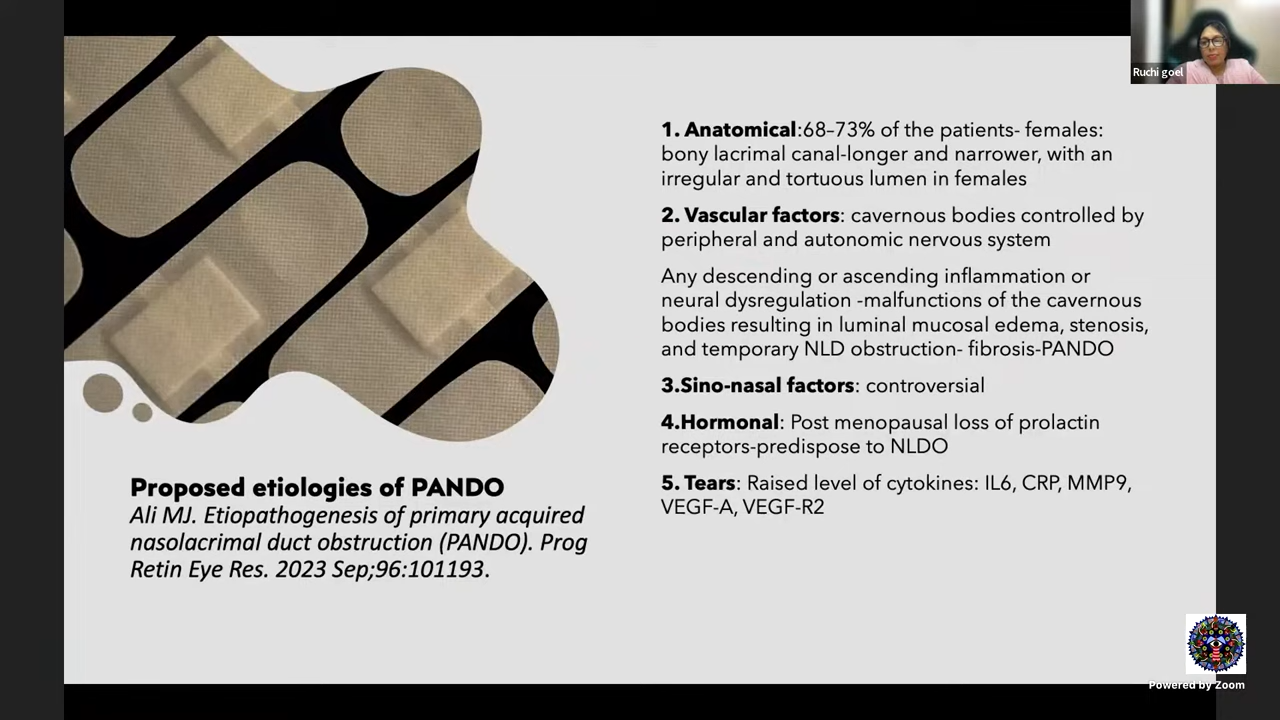 Ruchi goel
1. Anatomical:68–73% of the patients- females:
bony lacrimal canal-longer and narrower, with an
irregular and tortuous lumen in females
2. Vascular factors: cavernous bodies controlled by
peripheral and autonomic nervous system
Any descending or ascending inflammation or
neural dysregulation -malfunctions of the cavernous
bodies resulting in luminal mucosal edema, stenosis,
and temporary NLD obstruction- fibrosis-PANDO
3.Sino-nasal factors: controversial
4.Hormonal: Post menopausal loss of prolactin
receptors-predispose to NLDO
5. Tears: Raised level of cytokines: IL6, CRP, MMP9,
VEGF-A, VEGF-R2
Proposed etiologies of PANDO
Ali MJ. Etiopathogenesis of primary acquired
nasolacrimal duct obstruction (PANDO). Prog
Retin Eye Res. 2023 Sep;96:101193.
Powered by Zoom